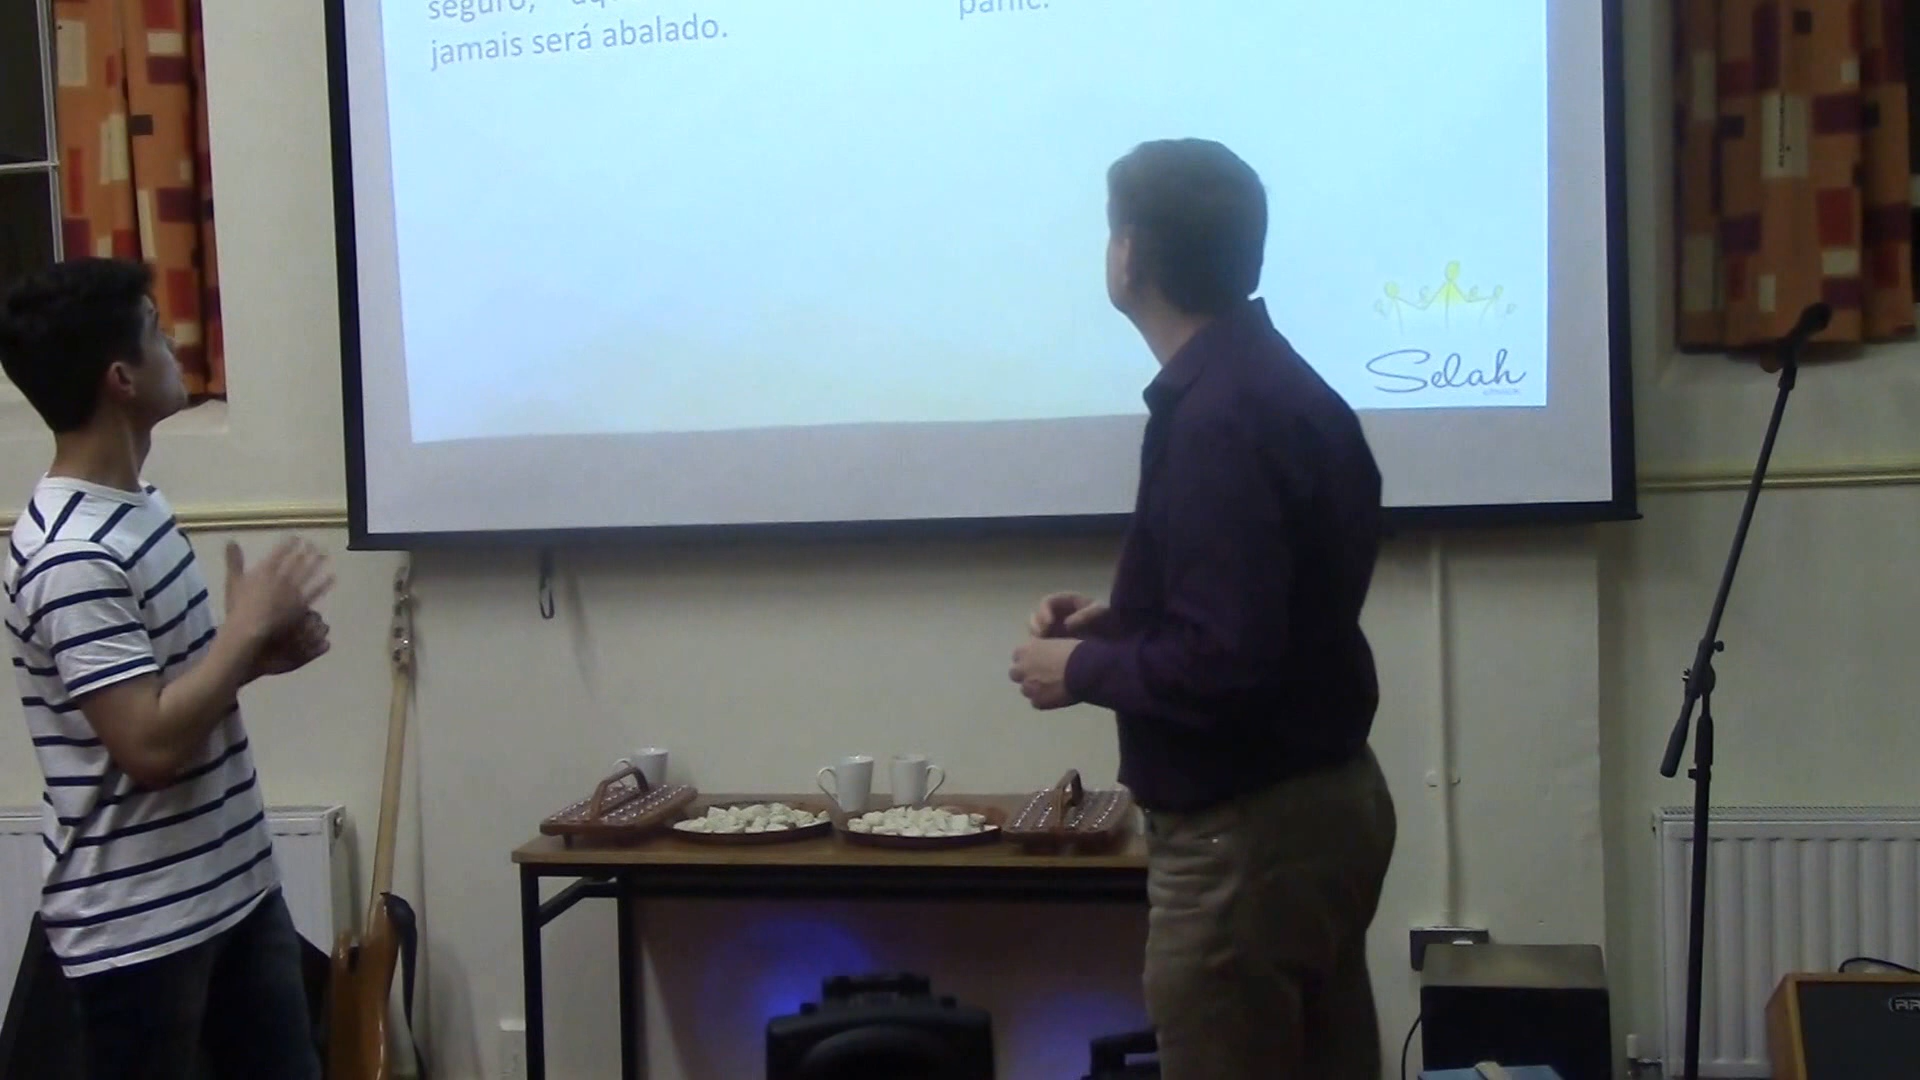 seguro,
jamais será abalado.
panic.
Selah